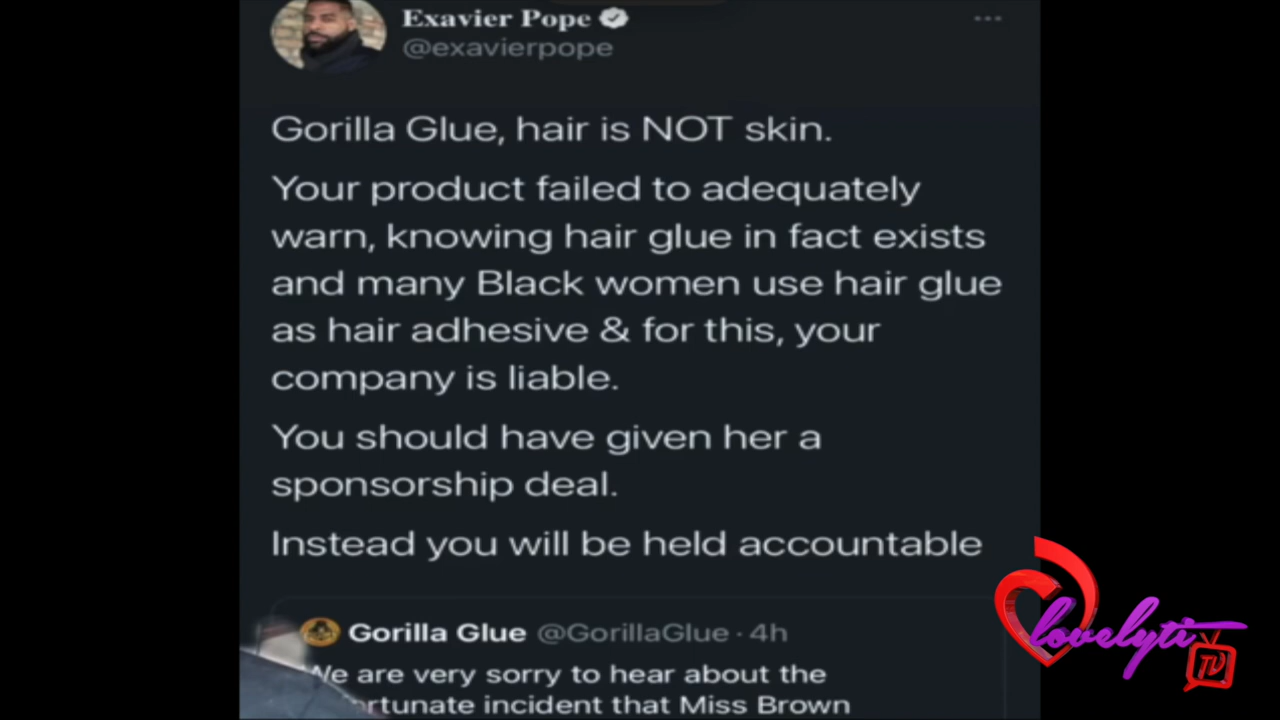 Exavier Pope
@exavierpope
Gorilla Glue, hair is NOT skin.
Your product failed to adequately
warn, knowing hair glue in fact exists
and many Black women use hair glue
as hair adhesive & for this, your
company is liable.
You should have given her a
sponsorship deal.
Instead you will be held accountable
Gorilla Glue @GorillaGlue · 4h
are very sorry to hear about the
incident that Miss Brown
lovelyti
TV